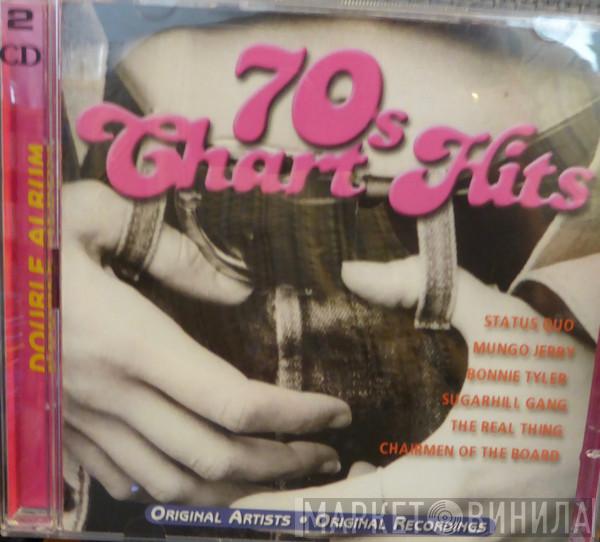 2
CD
DOUBLE ALBUM
70s
Chart Hits
STATUS QUO
MUNGO JERRY
BONNIE TYLER
SUGARHILL GANG
THE REAL THING
CHAIRMEN OF THE BOARD
ORIGINAL ARTISTS • ORIGINAL RECORDINGS
МАРКЕТ ВИНИЛА